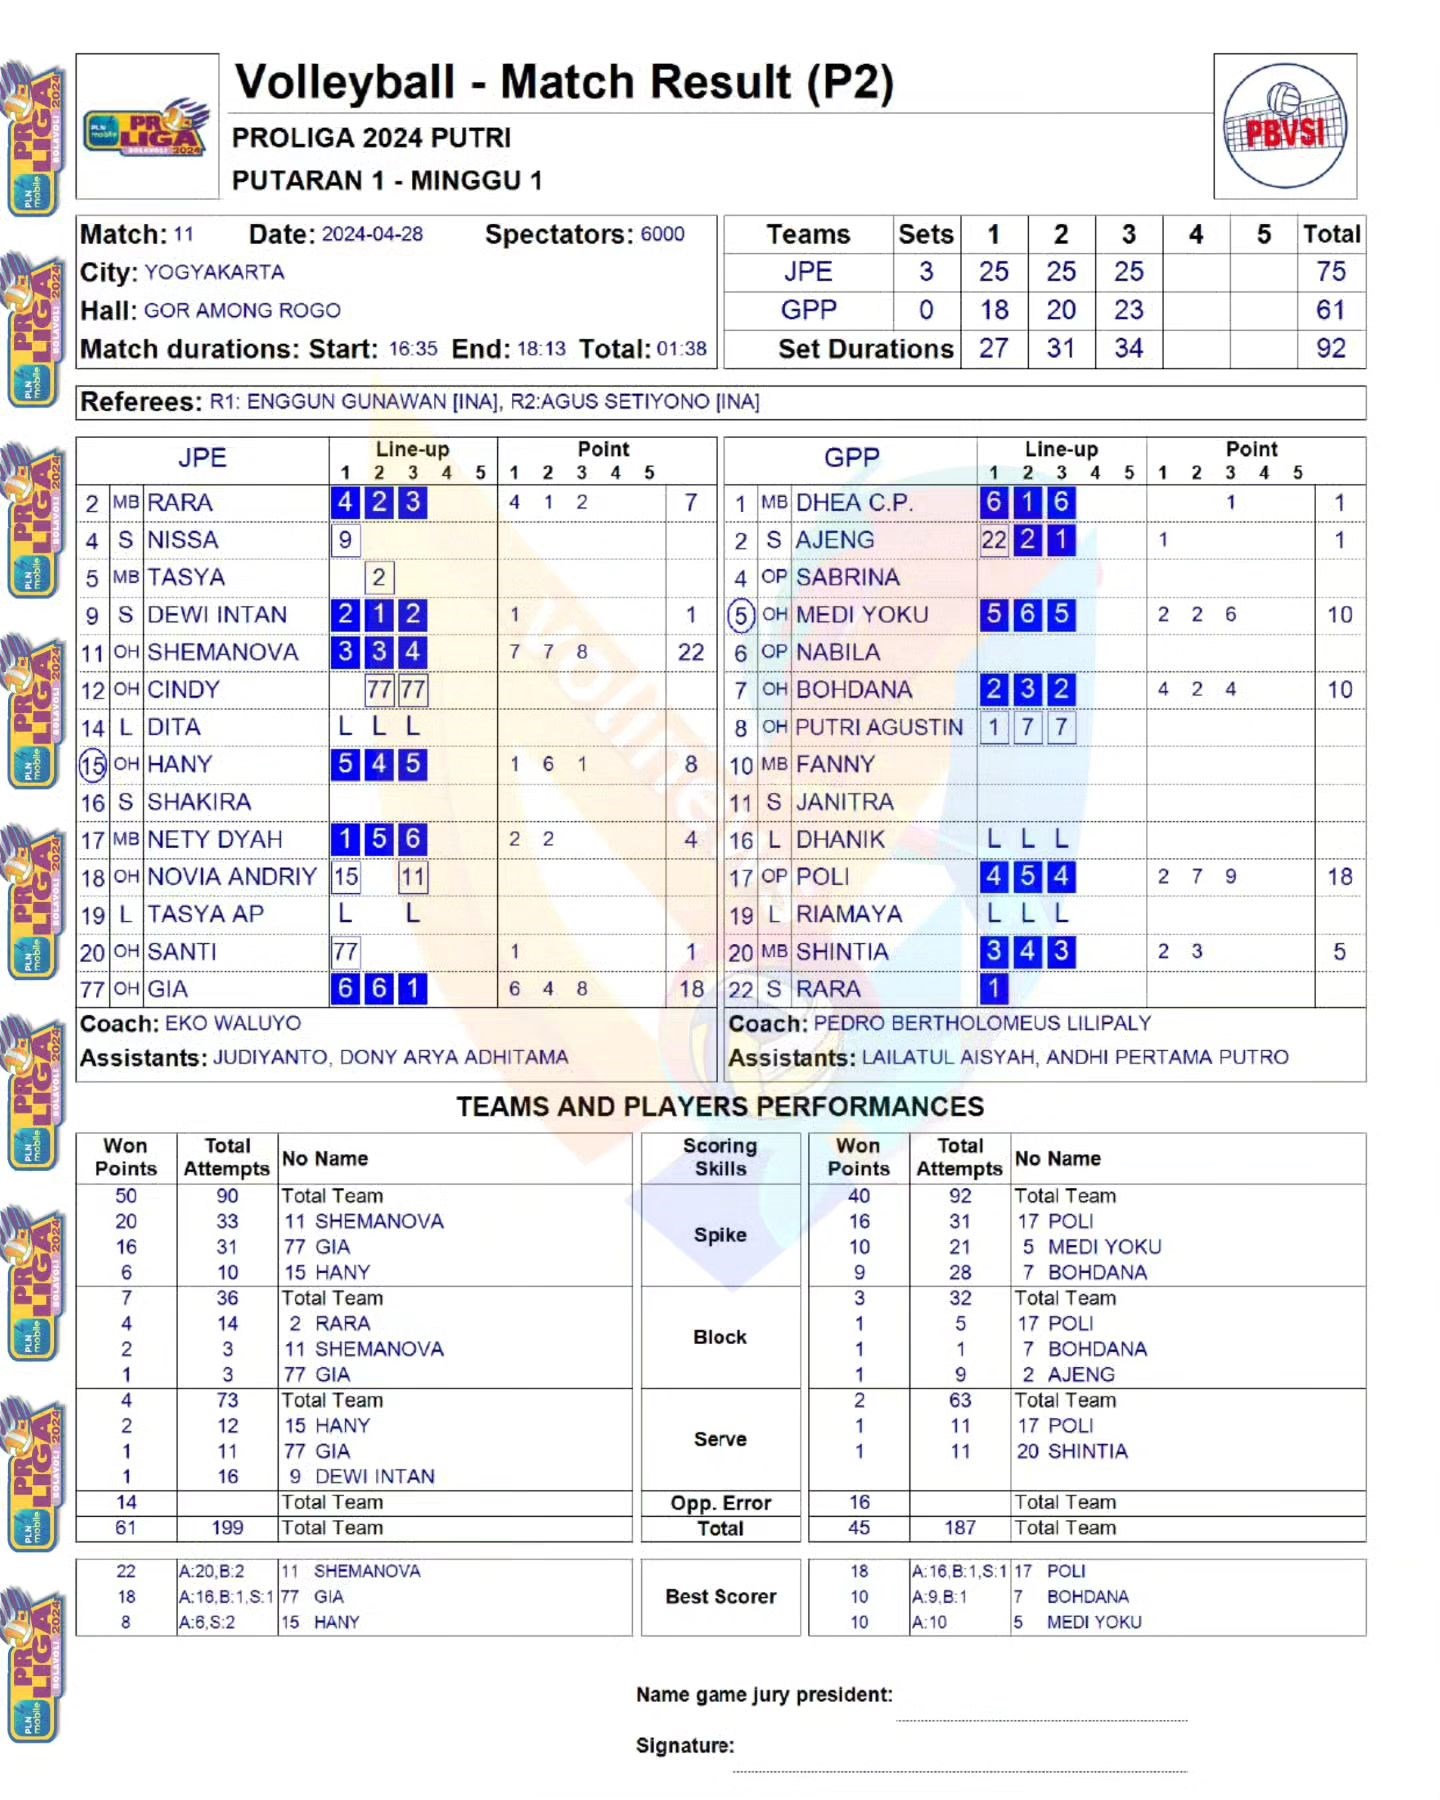 Volleyball - Match Result (P2)
PLN mobile PROLIGA BOLAVOLI 2024
PBVSI
PROLIGA 2024 PUTRI
PUTARAN 1 - MINGGU 1
Match: 11 Date: 2024-04-28 Spectators: 6000
City: YOGYAKARTA
Hall: GOR AMONG ROGO
Match durations: Start: 16:35 End: 18:13 Total: 01:38
Teams Sets 1 2 3 4 5 Total
JPE 3 25 25 25 75
GPP 0 18 20 23 61
Set Durations 27 31 34 92
Referees: R1: ENGGUN GUNAWAN [INA], R2:AGUS SETIYONO [INA]
JPE Line-up Point
1 2 3 4 5 1 2 3 4 5
2 MB RARA 4 2 3 4 1 2 7
4 S NISSA 9
5 MB TASYA 2
9 S DEWI INTAN 2 1 2 1 1
11 OH SHEMANOVA 3 3 4 7 7 8 22
12 OH CINDY 77 77
14 L DITA L L L
15 OH HANY 5 4 5 1 6 1 8
16 S SHAKIRA
17 MB NETY DYAH 1 5 6 2 2 4
18 OH NOVIA ANDRIY 15 11
19 L TASYA AP L L
20 OH SANTI 77 1 1
77 OH GIA 6 6 1 6 4 8 18
Coach: EKO WALUYO
Assistants: JUDIYANTO, DONY ARYA ADHITAMA
GPP Line-up Point
1 2 3 4 5 1 2 3 4 5
1 MB DHEA C.P. 6 1 6 1 1
2 S AJENG 22 2 1 1 1
4 OP SABRINA
5 OH MEDI YOKU 5 6 5 2 2 6 10
6 OP NABILA
7 OH BOHDANA 2 3 2 4 2 4 10
8 OH PUTRI AGUSTIN 1 7 7
10 MB FANNY
11 S JANITRA
16 L DHANIK L L L
17 OP POLI 4 5 4 2 7 9 18
19 L RIAMAYA L L L
20 MB SHINTIA 3 4 3 2 3 5
22 S RARA 1
Coach: PEDRO BERTHOLOMEUS LILIPALY
Assistants: LAILATUL AISYAH, ANDHI PERTAMA PUTRO
TEAMS AND PLAYERS PERFORMANCES
Won Points Total Attempts No Name Scoring Skills Won Points Total Attempts No Name
50 90 Total Team Spike 40 92 Total Team
20 33 11 SHEMANOVA 16 31 17 POLI
16 31 77 GIA 10 21 5 MEDI YOKU
6 10 15 HANY 9 28 7 BOHDANA
7 36 Total Team Block 3 32 Total Team
4 14 2 RARA 1 5 17 POLI
2 3 11 SHEMANOVA 1 1 7 BOHDANA
1 3 77 GIA 1 9 2 AJENG
4 73 Total Team Serve 2 63 Total Team
2 12 15 HANY 1 11 17 POLI
1 11 77 GIA 1 11 20 SHINTIA
1 16 9 DEWI INTAN
14 Total Team Opp. Error 16 Total Team
61 199 Total Team Total 45 187 Total Team
22 A:20,B:2 11 SHEMANOVA Best Scorer 18 A:16,B:1,S:1 17 POLI
18 A:16,B:1,S:1 77 GIA 10 A:9,B:1 7 BOHDANA
8 A:6,S:2 15 HANY 10 A:10 5 MEDI YOKU
Name game jury president:
Signature: